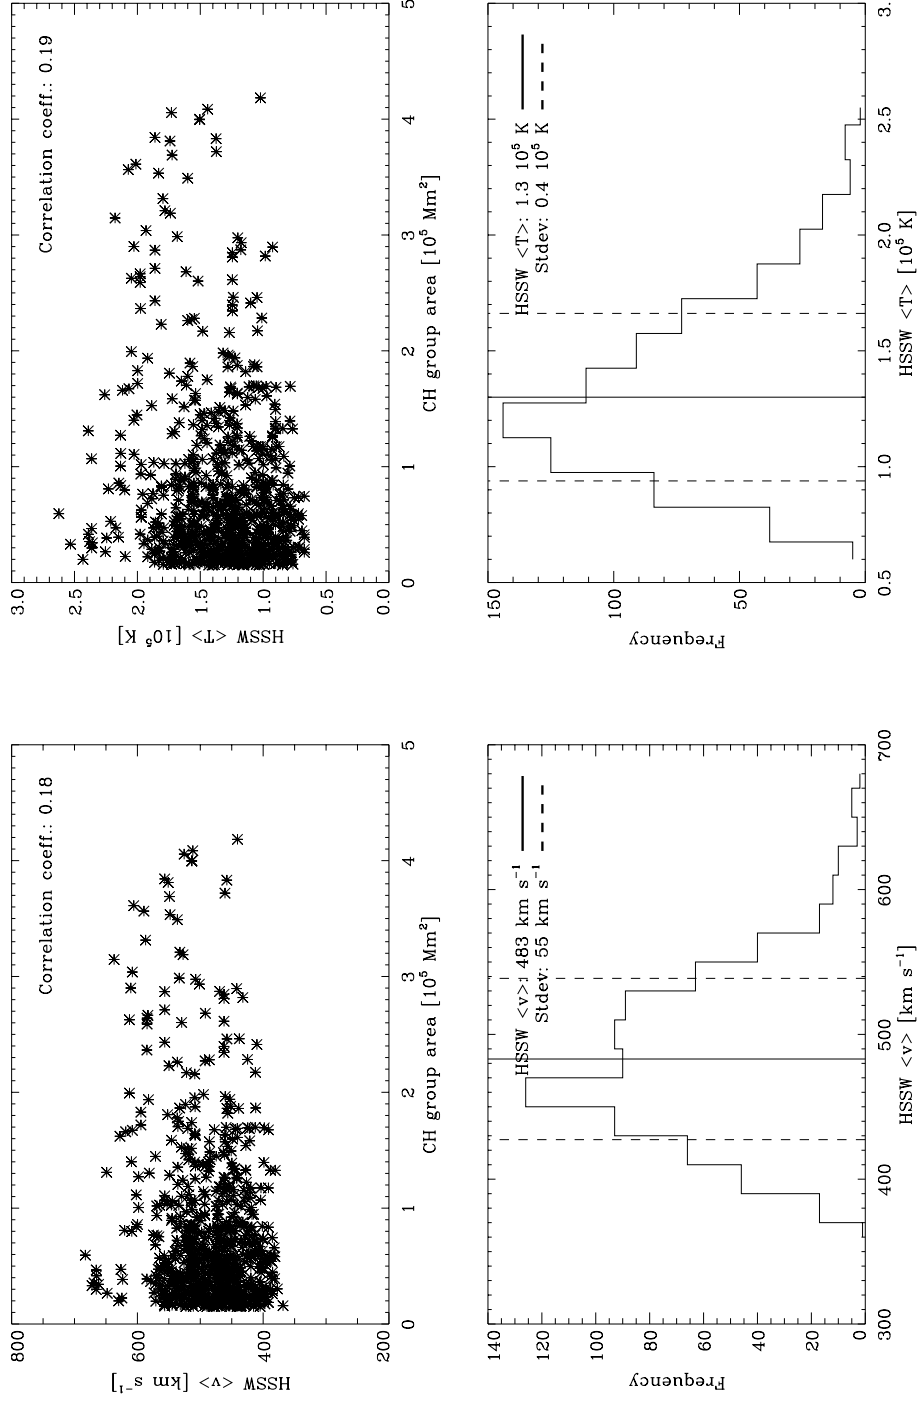 HSSW <v> [km s⁻¹]
800
600
400
200
Correlation coeff.: 0.18
0 1 2 3 4 5
CH group area [10⁵ Mm²]
HSSW <T> [10⁵ K]
3.0
2.5
2.0
1.5
1.0
0.5
0.0
Correlation coeff.: 0.19
0 1 2 3 4 5
CH group area [10⁵ Mm²]
Frequency
140
120
100
80
60
40
20
0
HSSW <v>: 483 km s⁻¹
Stdev: 55 km s⁻¹
300 400 500 600 700
HSSW <v> [km s⁻¹]
Frequency
150
100
50
0
HSSW <T>: 1.3 10⁵ K
Stdev: 0.4 10⁵ K
0.5 1.0 1.5 2.0 2.5 3.
HSSW <T> [10⁵ K]